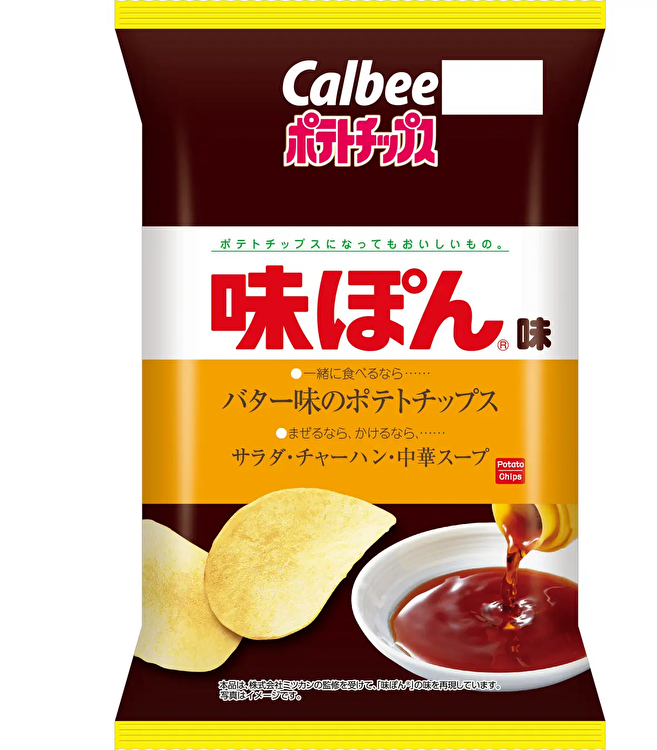 Calbee
ポテトチップス
ポテトチップスになってもおいしいもの。
味ぽん® 味
●一緒に食べるなら……
バター味のポテトチップス
●まぜるなら、かけるなら、……
サラダ・チャーハン・中華スープ
Potato
Chips
本品は、株式会社ミツカンの監修を受けて、「味ぽん®」の味を再現しています。
写真はイメージです。